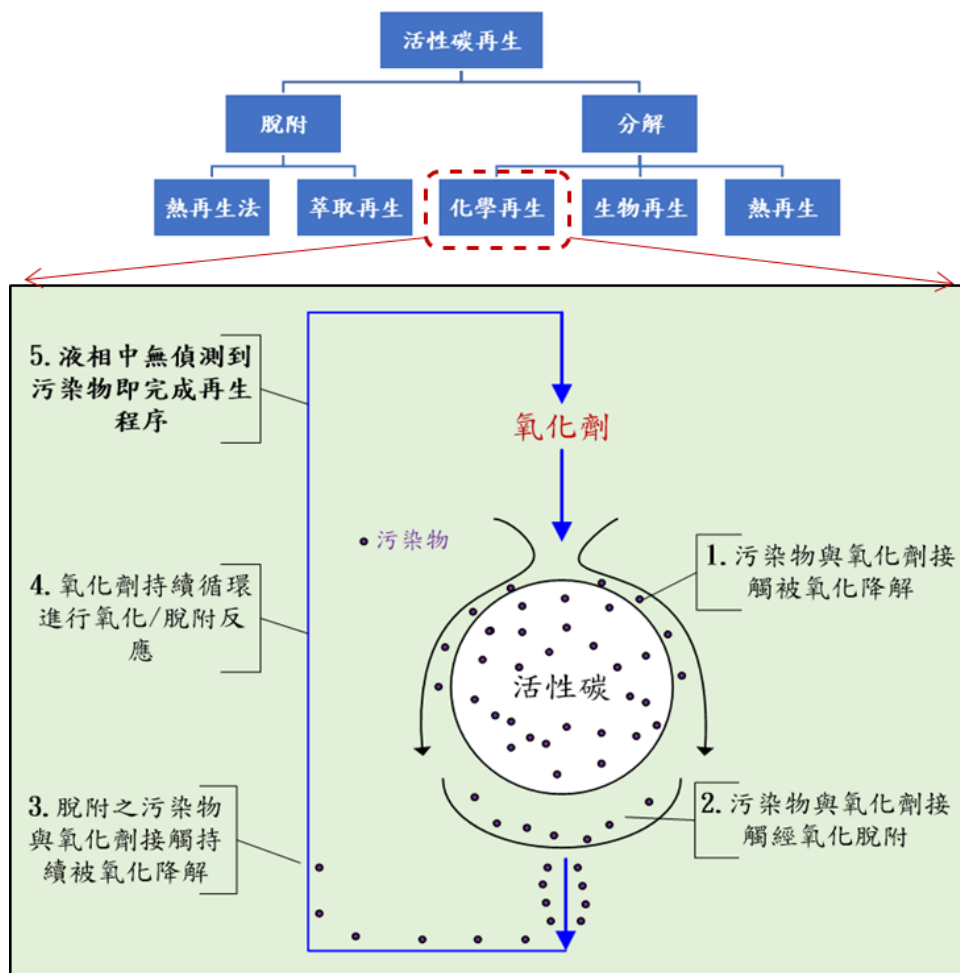 活性碳再生
脫附
分解
熱再生法
萃取再生
化學再生
生物再生
熱再生
5. 液相中無偵測到
污染物即完成再生
程序
氧化劑
污染物
1. 污染物與氧化劑接
觸被氧化降解
4. 氧化劑持續循環
進行氧化/脫附反
應
活性碳
3. 脫附之污染物
與氧化劑接觸持
續被氧化降解
2. 污染物與氧化劑接
觸經氧化脫附